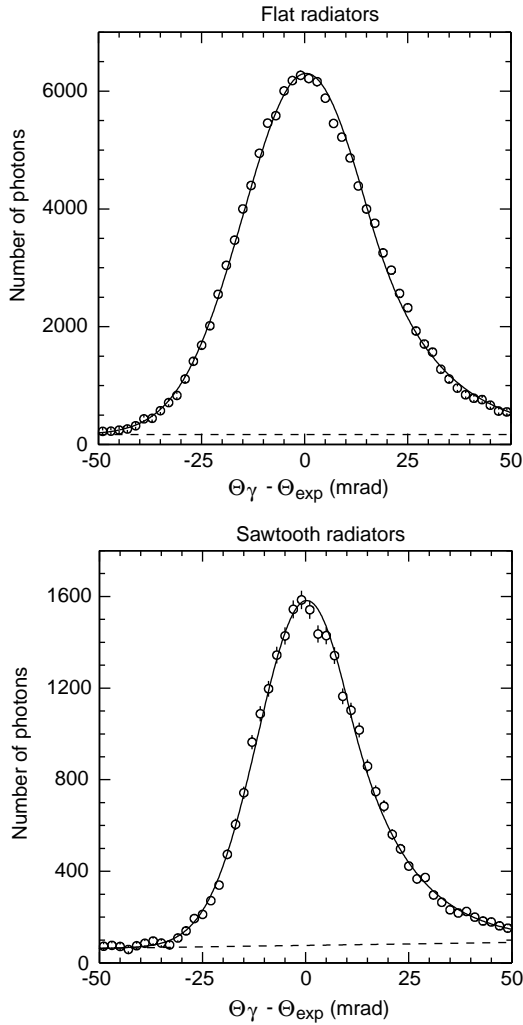 Flat radiators
6000
4000
2000
0
Number of photons
-50 -25 0 25 50
Θγ - Θexp (mrad)
Sawtooth radiators
1600
1200
800
400
0
Number of photons
-50 -25 0 25 50
Θγ - Θexp (mrad)